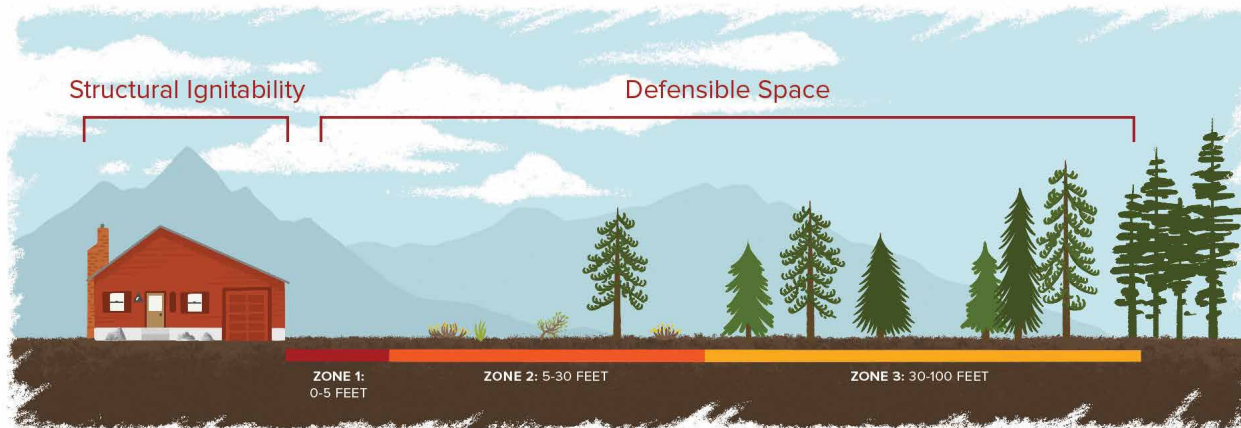 Structural Ignitability
Defensible Space
ZONE 1:
0-5 FEET
ZONE 2: 5-30 FEET
ZONE 3: 30-100 FEET